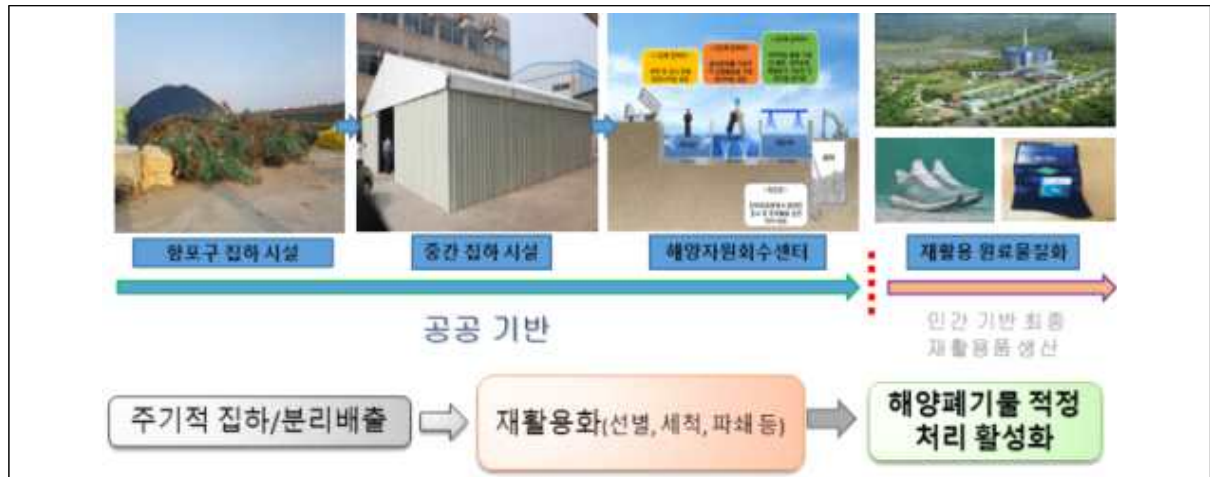 항포구 집하 시설
중간 집하 시설
해양자원회수센터
재활용 원료물질화
공공 기반
민간 기반 최종
재활용품 생산
주기적 집하/분리배출
재활용화(선별, 세척, 파쇄 등)
해양폐기물 적정
처리 활성화